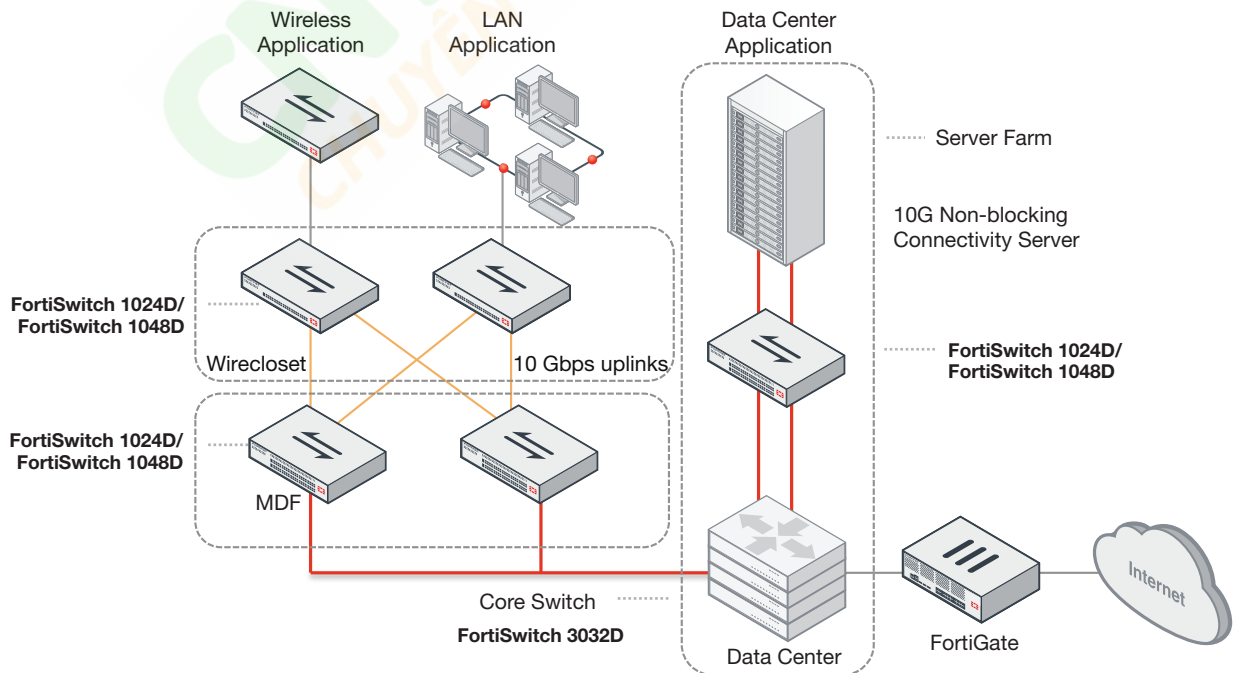 Wireless
Application
LAN
Application
Data Center
Application
Server Farm
10G Non-blocking
Connectivity Server
FortiSwitch 1024D/
FortiSwitch 1048D
Wirecloset
10 Gbps uplinks
FortiSwitch 1024D/
FortiSwitch 1048D
FortiSwitch 1024D/
FortiSwitch 1048D
MDF
Core Switch
FortiSwitch 3032D
Data Center
FortiGate
Internet
CHUYÊN